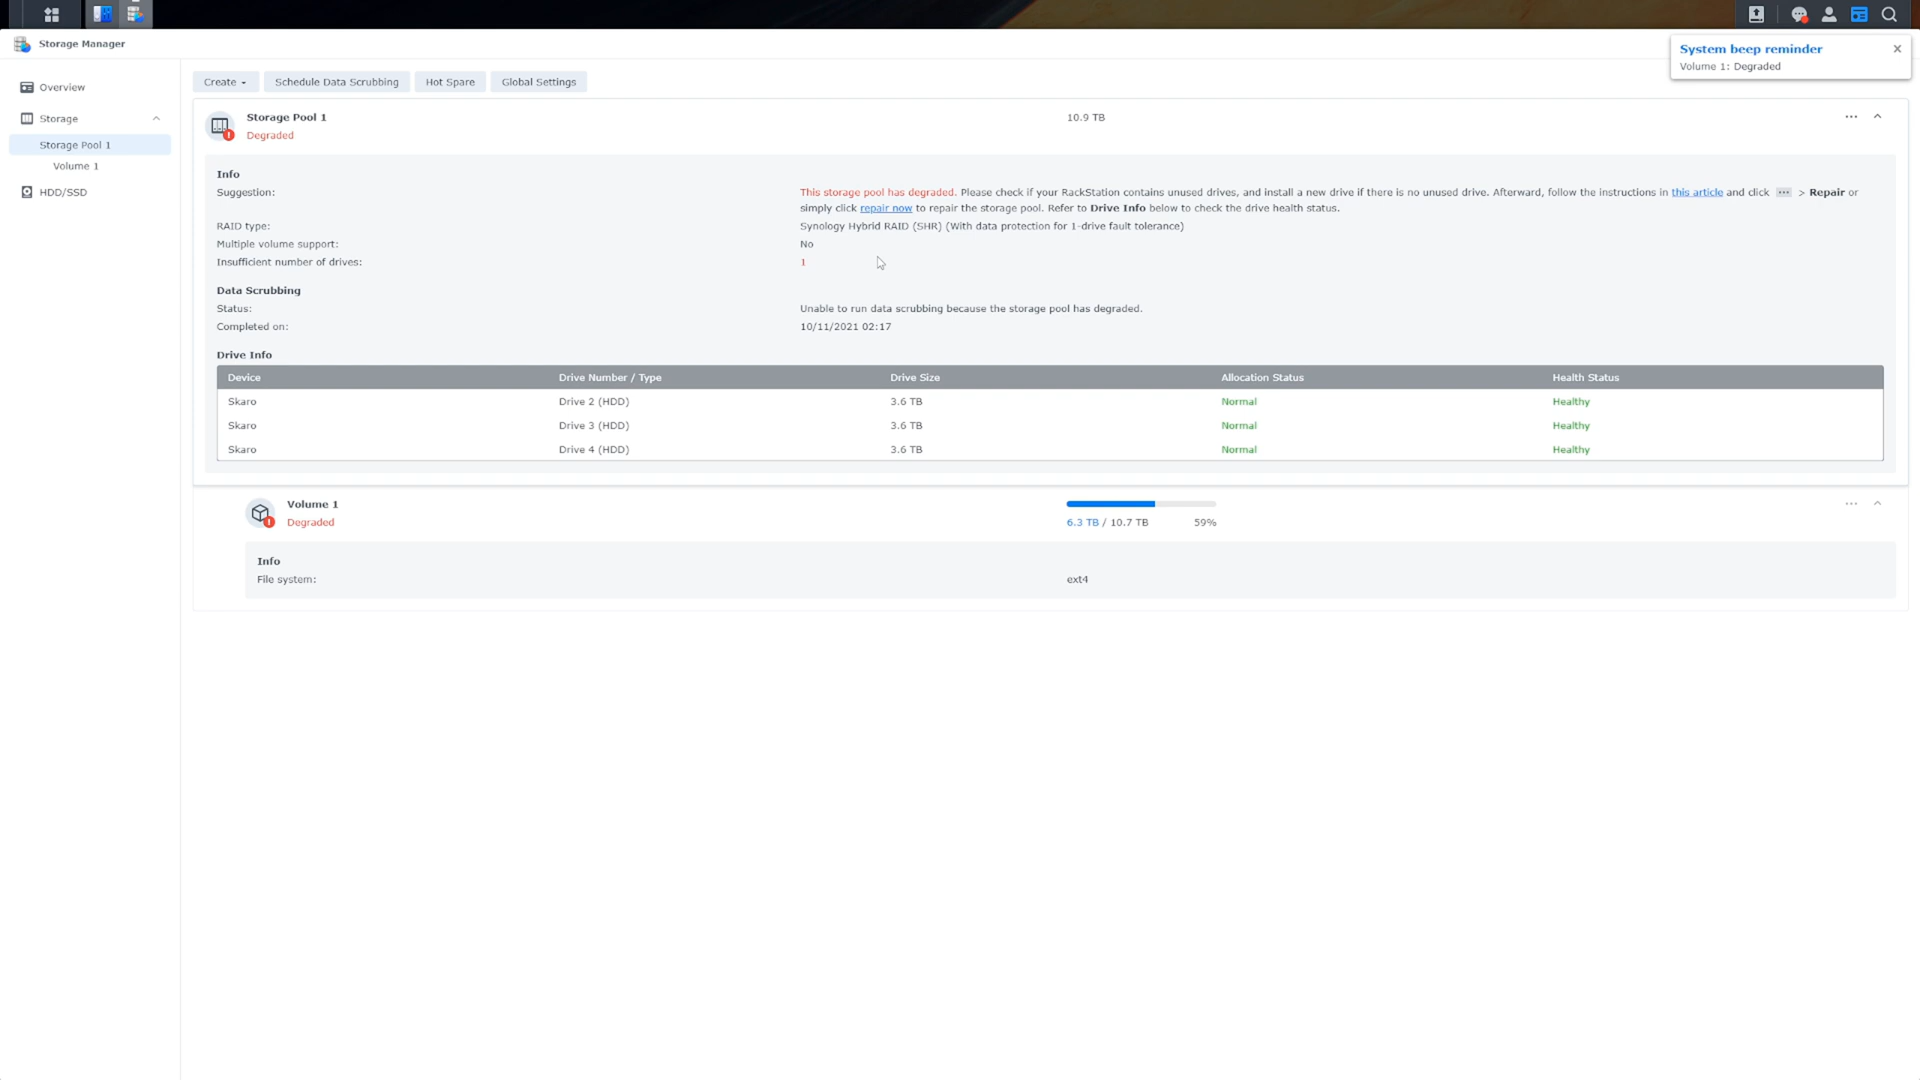 Storage Manager
System beep reminder
Volume 1: Degraded
Overview
Storage
Storage Pool 1
Volume 1
HDD/SSD
Create
Schedule Data Scrubbing
Hot Spare
Global Settings
Storage Pool 1
Degraded
10.9 TB
Info
Suggestion: This storage pool has degraded. Please check if your RackStation contains unused drives, and install a new drive if there is no unused drive. Afterward, follow the instructions in this article and click ··· > Repair or
simply click repair now to repair the storage pool. Refer to Drive Info below to check the drive health status.
RAID type: Synology Hybrid RAID (SHR) (With data protection for 1-drive fault tolerance)
Multiple volume support: No
Insufficient number of drives: 1
Data Scrubbing
Status: Unable to run data scrubbing because the storage pool has degraded.
Completed on: 10/11/2021 02:17
Drive Info
Device Drive Number / Type Drive Size Allocation Status Health Status
Skaro Drive 2 (HDD) 3.6 TB Normal Healthy
Skaro Drive 3 (HDD) 3.6 TB Normal Healthy
Skaro Drive 4 (HDD) 3.6 TB Normal Healthy
Volume 1
Degraded
6.3 TB / 10.7 TB 59%
Info
File system: ext4